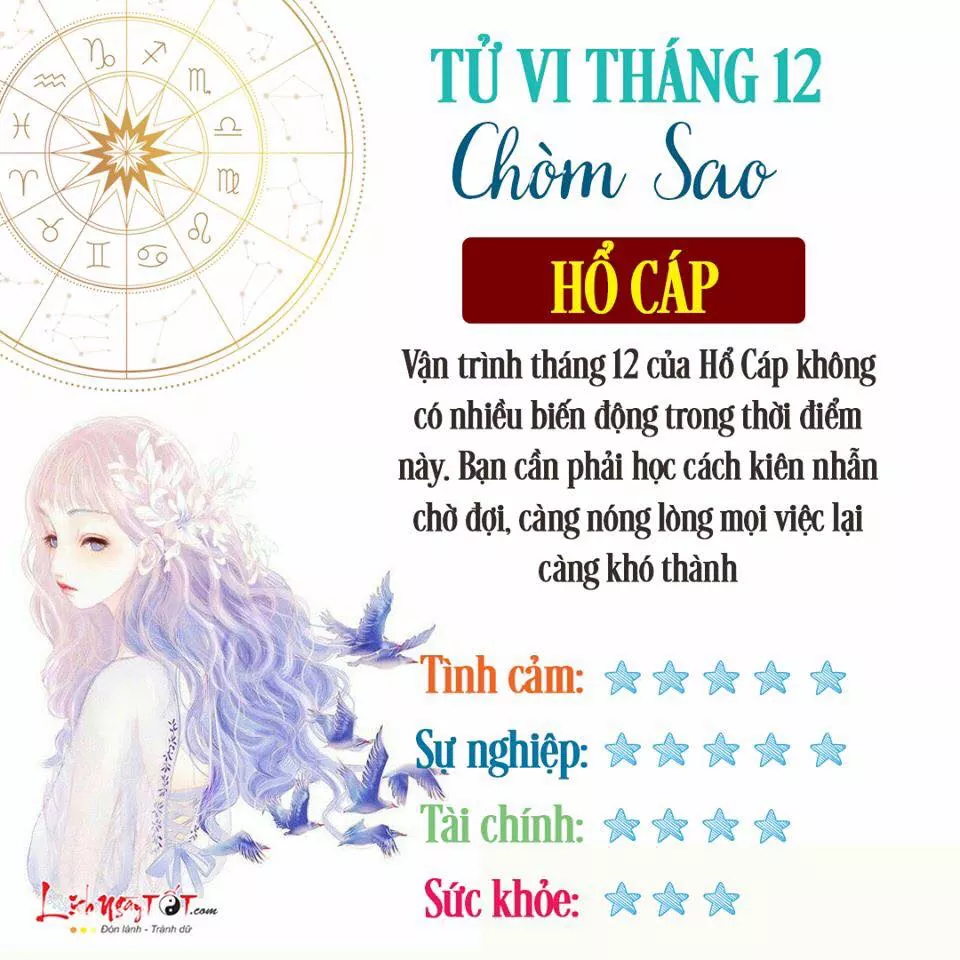 TỬ VI THÁNG 12
Chòm Sao
HỔ CÁP
Vận trình tháng 12 của Hổ Cáp không
có nhiều biến động trong thời điểm
này. Bạn cần phải học cách kiên nhẫn
chờ đợi, càng nóng lòng mọi việc lại
càng khó thành
Tình cảm:
Sự nghiệp:
Tài chính:
Sức khỏe:
LịchNgàyTỐT.com
Đón lành - Tránh dữ